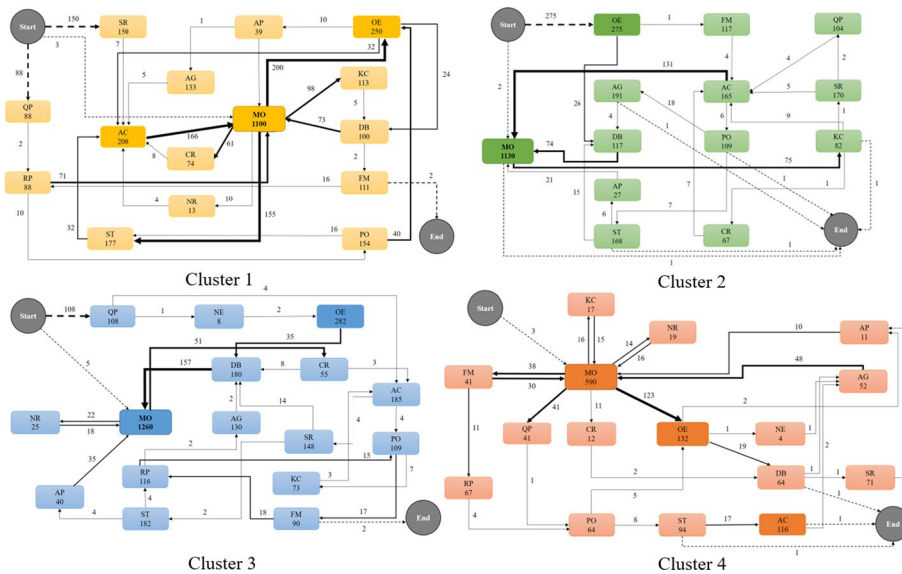 Start
150
SR
150
1
AP
39
10
OE
250
3
7
32
88
200
24
AG
133
5
98
KC
113
QP
88
MO
1100
5
AC
200
166
73
DB
100
2
8
CR
74
61
2
RP
88
71
16
FM
111
2
4
NR
13
10
155
10
32
ST
177
16
PO
154
40
End
Cluster 1
Start
275
OE
275
1
FM
117
QP
104
2
131
4
4
AG
191
26
18
AC
165
5
SR
170
1
4
6
9
1
MO
1130
74
DB
117
PO
109
KC
82
75
21
AP
27
15
7
1
1
6
7
ST
168
CR
67
End
1
1
Cluster 2
Start
108
QP
108
4
1
NE
8
2
OE
282
5
51
35
157
DB
180
8
CR
55
3
AC
185
2
14
NR
25
22
18
MO
1260
AG
130
SR
148
4
PO
109
35
2
15
RP
116
KC
73
3
7
AP
40
4
4
ST
182
2
18
FM
90
17
2
End
Cluster 3
Start
3
KC
17
16
15
14
16
NR
19
10
AP
11
FM
41
38
30
MO
590
48
AG
52
41
11
123
2
11
QP
41
CR
12
OE
132
1
NE
4
1
19
2
RP
67
1
2
DB
64
1
1
SR
71
5
1
4
PO
64
8
ST
94
17
AC
116
1
End
1
Cluster 4